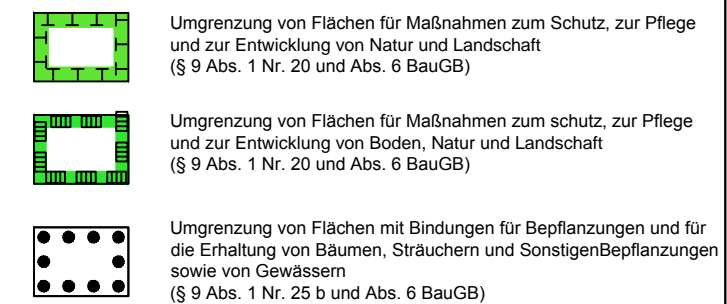 Umgrenzung von Flächen für Maßnahmen zum Schutz, zur Pflege
und zur Entwicklung von Natur und Landschaft
(§ 9 Abs. 1 Nr. 20 und Abs. 6 BauGB)
Umgrenzung von Flächen für Maßnahmen zum schutz, zur Pflege
und zur Entwicklung von Boden, Natur und Landschaft
(§ 9 Abs. 1 Nr. 20 und Abs. 6 BauGB)
Umgrenzung von Flächen mit Bindungen für Bepflanzungen und für
die Erhaltung von Bäumen, Sträuchern und SonstigenBepflanzungen
sowie von Gewässern
(§ 9 Abs. 1 Nr. 25 b und Abs. 6 BauGB)